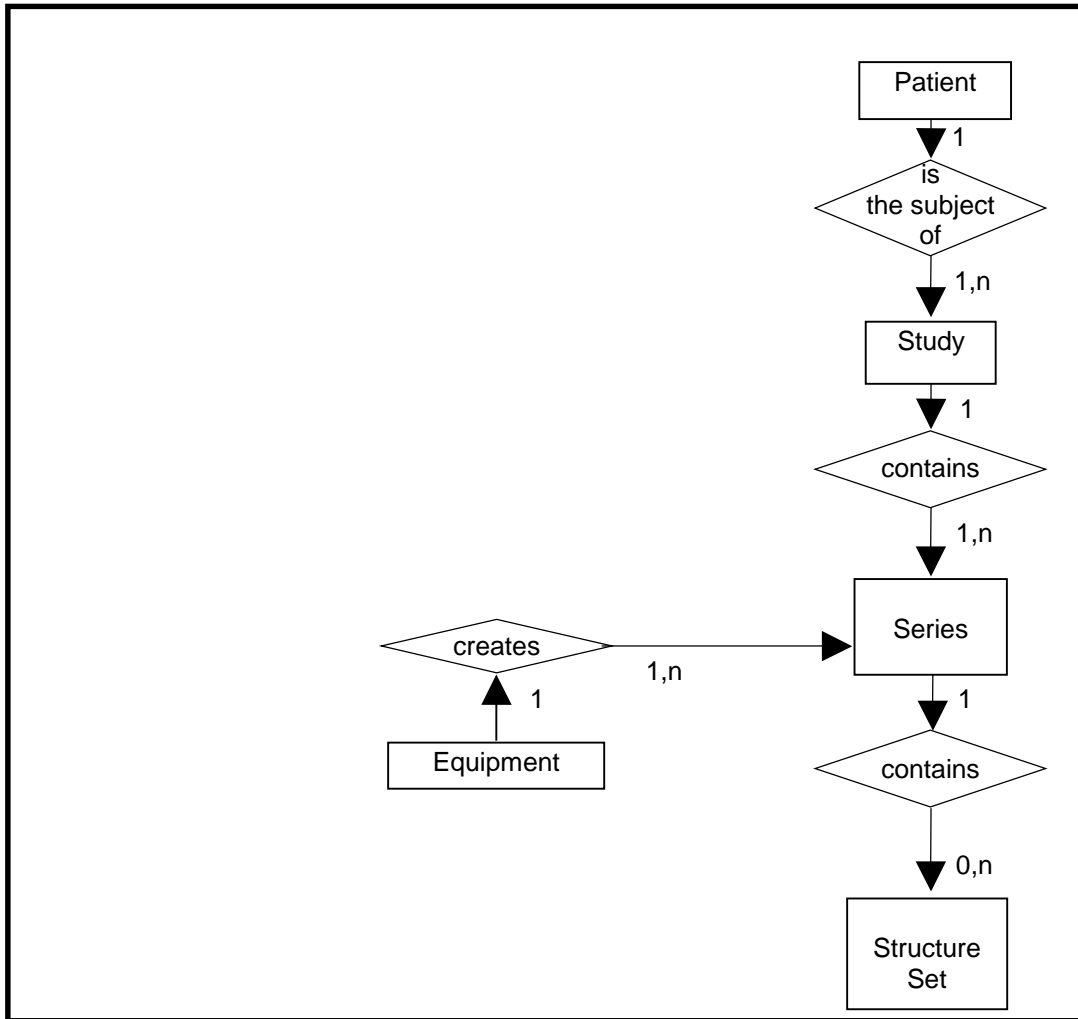 Patient
1
is
the subject
of
1,n
Study
1
contains
1,n
Series
creates
1,n
1
1
Equipment
contains
0,n
Structure
Set